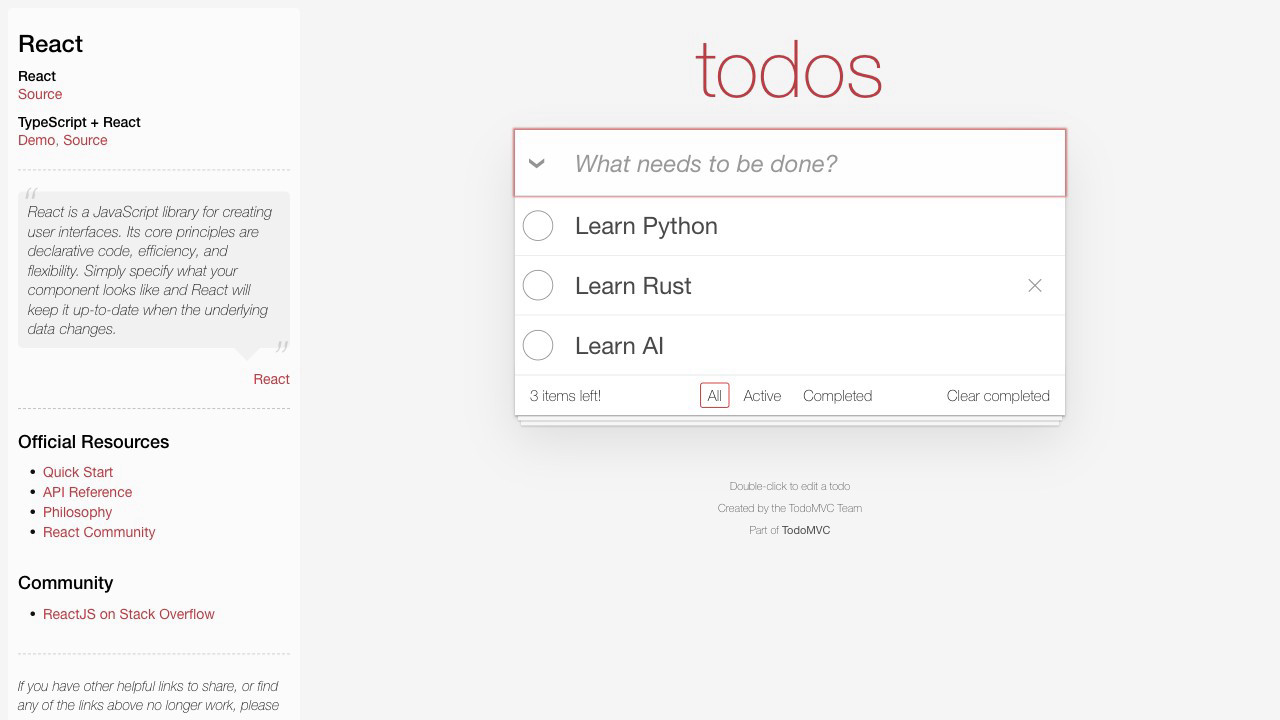 React
React
Source
TypeScript + React
Demo, Source
“
React is a JavaScript library for creating
user interfaces. Its core principles are
declarative code, efficiency, and
flexibility. Simply specify what your
component looks like and React will
keep it up-to-date when the underlying
data changes.
”
React
Official Resources
• Quick Start
• API Reference
• Philosophy
• React Community
Community
• ReactJS on Stack Overflow
If you have other helpful links to share, or find
any of the links above no longer work, please
todos
What needs to be done?
Learn Python
Learn Rust
Learn AI
3 items left!
All
Active
Completed
Clear completed
Double-click to edit a todo
Created by the TodoMVC Team
Part of TodoMVC